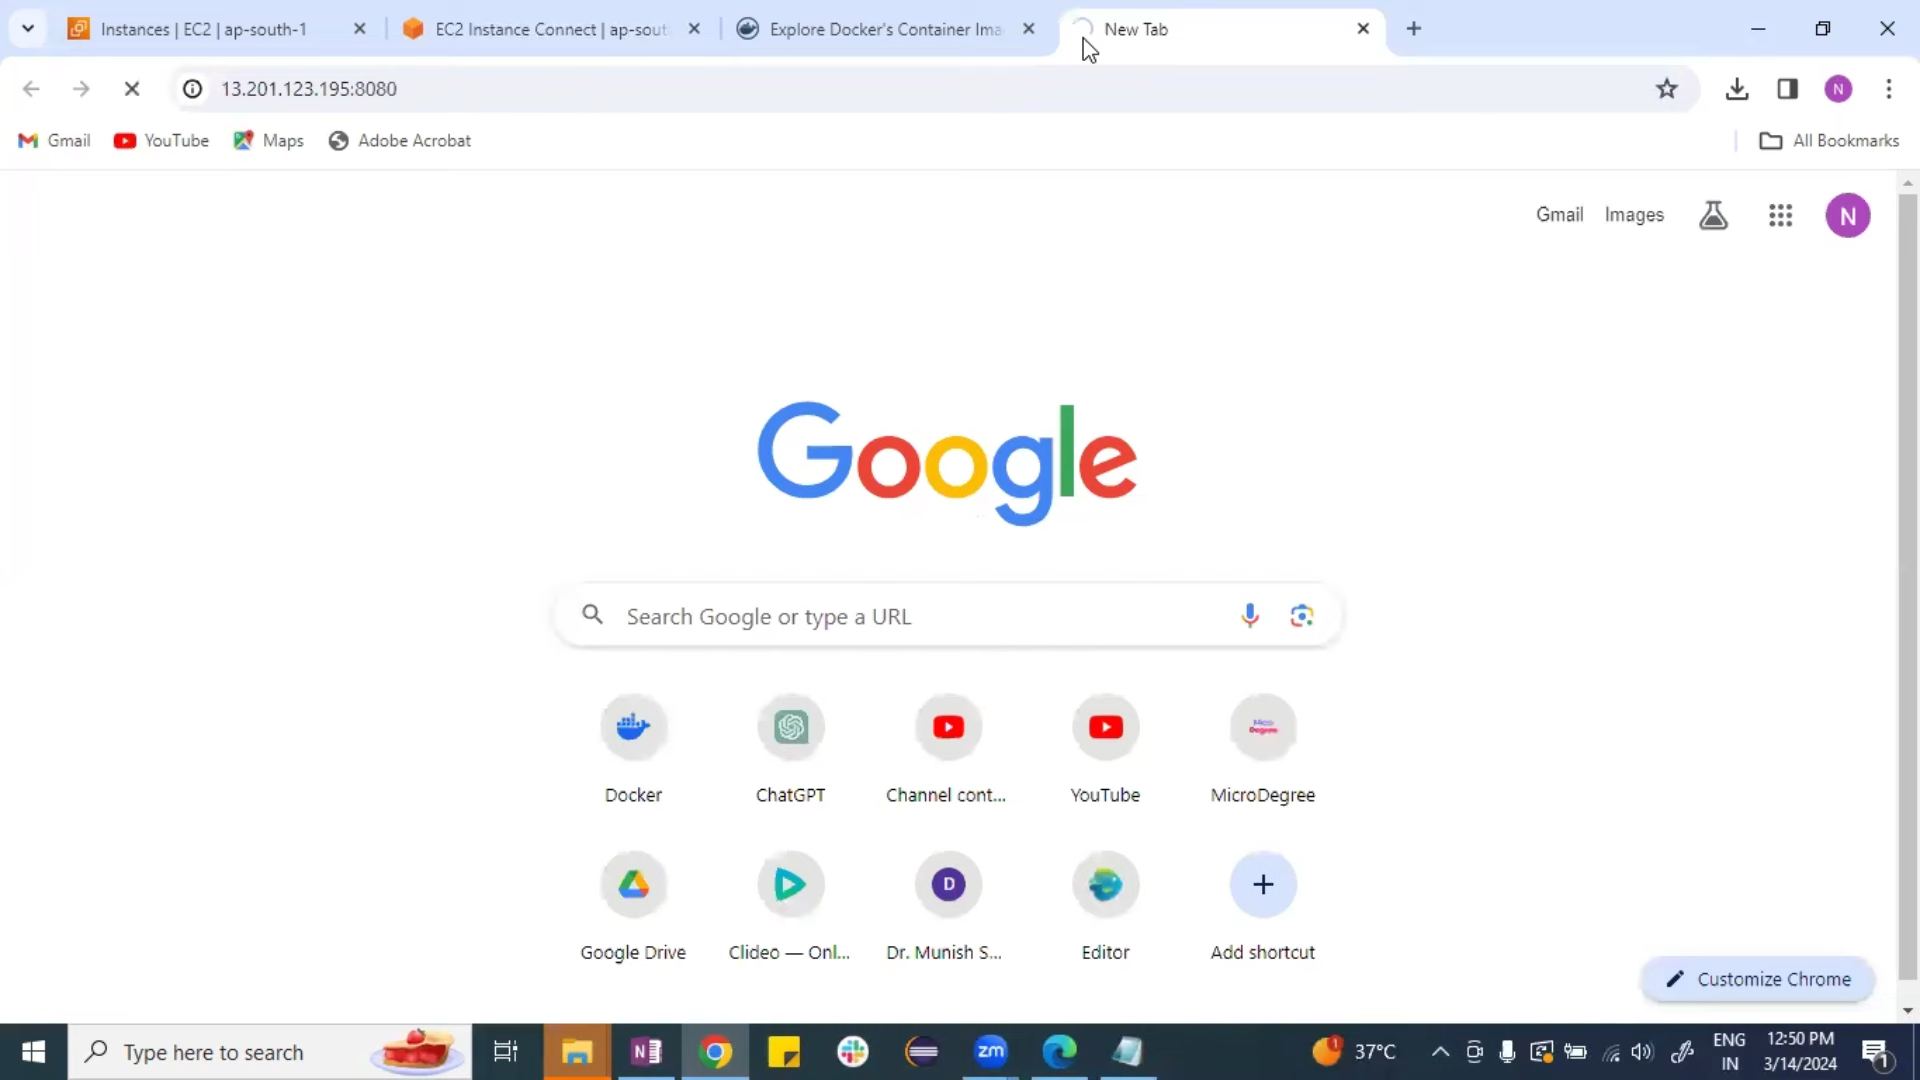 Instances | EC2 | ap-south-1
EC2 Instance Connect | ap-sout
Explore Docker's Container Ima
New Tab
13.201.123.195:8080
Gmail
YouTube
Maps
Adobe Acrobat
All Bookmarks
Gmail
Images
N
N
Google
Search Google or type a URL
Docker
ChatGPT
Channel cont...
YouTube
MicroDegree
Google Drive
Clideo — Onl...
D
Dr. Munish S...
Editor
Add shortcut
Customize Chrome
Type here to search
N
zm
1
37°C
ENG
IN
12:50 PM
3/14/2024
1